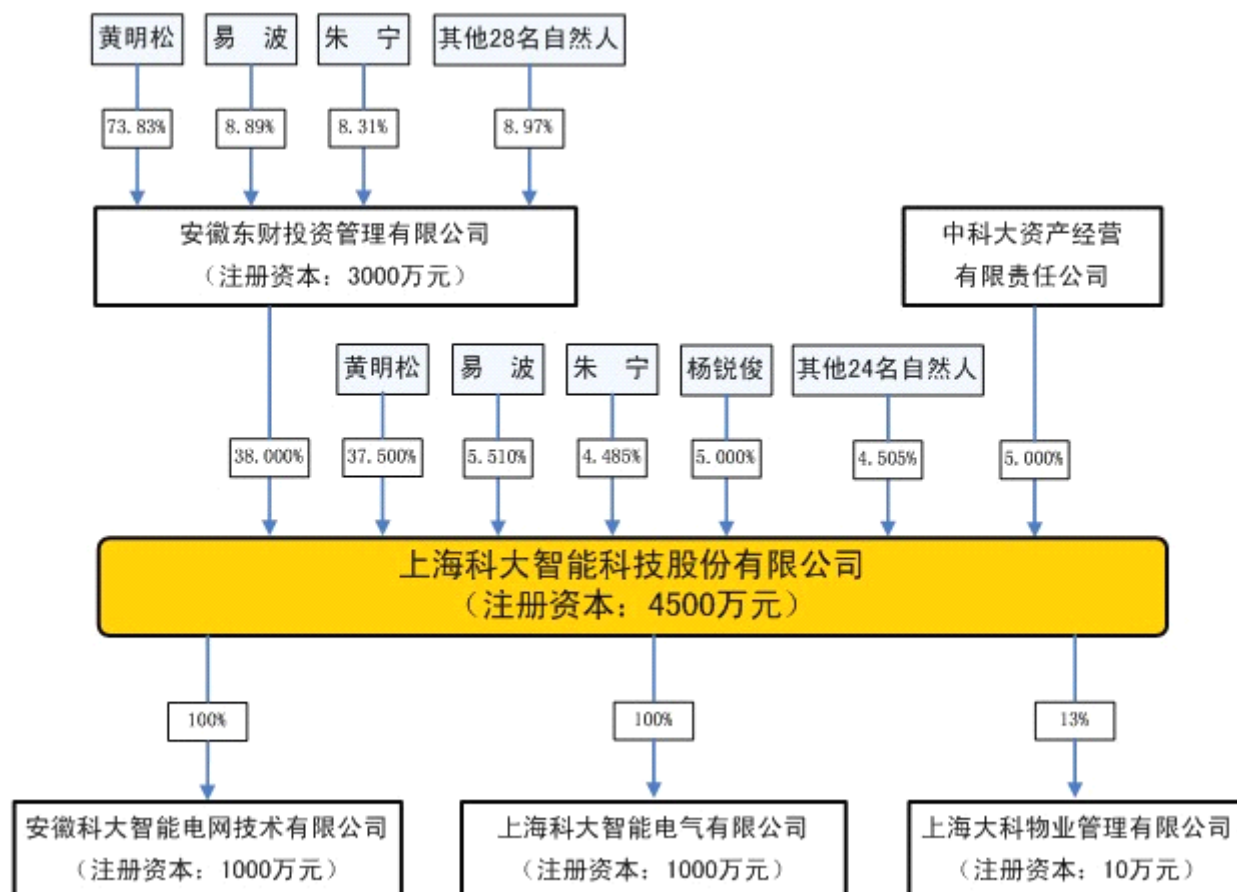 黄明松
易 波
朱 宁
其他28名自然人
73.83%
8.89%
8.31%
8.97%
安徽东财投资管理有限公司
（注册资本：3000万元）
中科大资产经营
有限责任公司
黄明松
易 波
朱 宁
杨锐俊
其他24名自然人
38.000%
37.500%
5.510%
4.485%
5.000%
4.505%
5.000%
上海科大智能科技股份有限公司
（注册资本：4500万元）
100%
100%
13%
安徽科大智能电网技术有限公司
（注册资本：1000万元）
上海科大智能电气有限公司
（注册资本：1000万元）
上海大科物业管理有限公司
（注册资本：10万元）